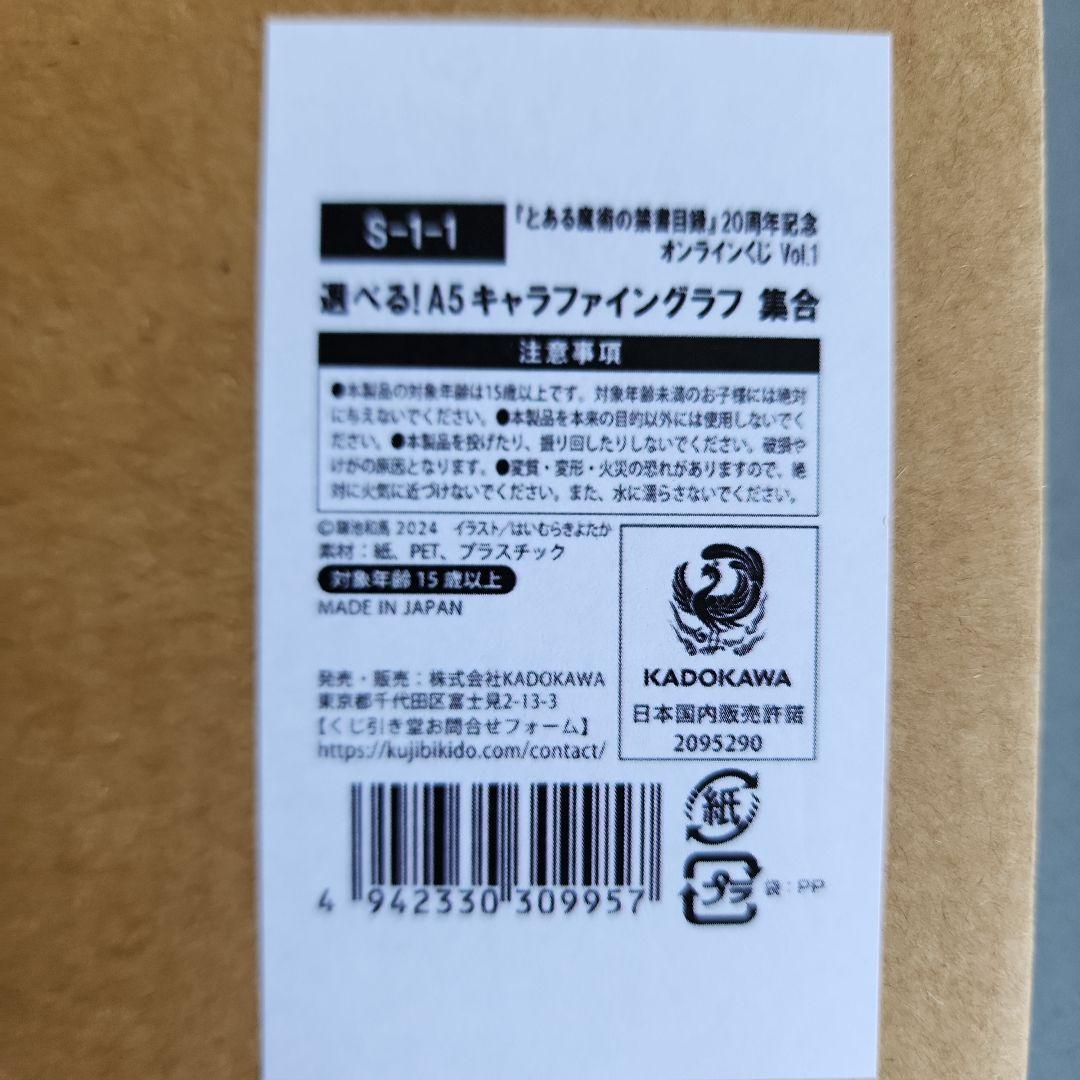 S-1-1
『とある魔術の禁書目録』20周年記念
オンラインくじ Vol.1
選べる!A5キャラファイングラフ 集合
注意事項
●本製品の対象年齢は15歳以上です。対象年齢未満のお子様には絶対
に与えないでください。●本製品を本来の目的以外には使用しないでく
ださい。●本製品を投げたり、振り回したりしないでください。破損や
けがの原因となります。●変質・変形・火災の恐れがありますので、絶
対に火気に近づけないでください。また、水に濡らさないでください。
©鎌池和馬 2024 イラスト/はいむらきよたか
素材:紙、PET、プラスチック
対象年齢15歳以上
MADE IN JAPAN
発売・販売:株式会社KADOKAWA
東京都千代田区富士見2-13-3
【くじ引き堂お問合せフォーム】
https://kujibikido.com/contact/
KADOKAWA
日本国内販売許諾
2095290
4 942330 309957
紙
プラ
袋:PP